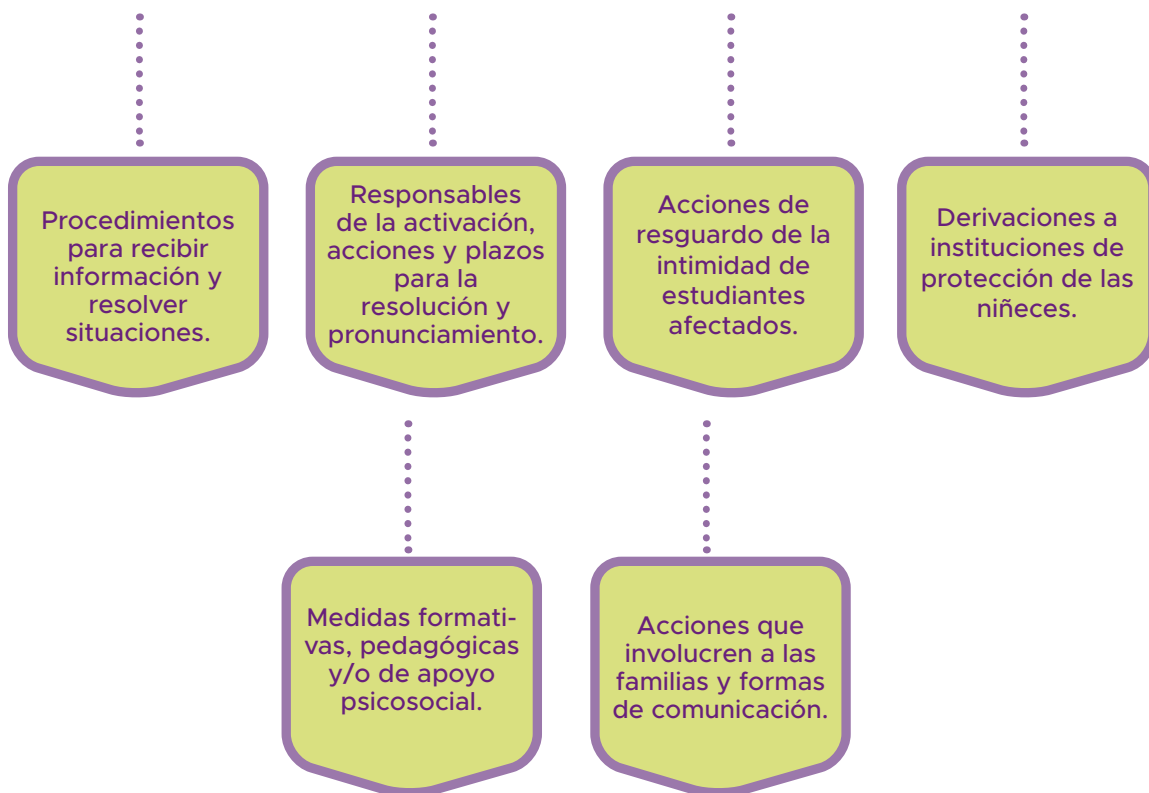 Procedimientos
para recibir
información y
resolver
situaciones.
Responsables
de la activación,
acciones y plazos
para la
resolución y
pronunciamiento.
Acciones de
resguardo de la
intimidad de
estudiantes
afectados.
Derivaciones a
instituciones de
protección de las
niñeces.
Medidas formati-
vas, pedagógicas
y/o de apoyo
psicosocial.
Acciones que
involucren a las
familias y formas
de comunicación.